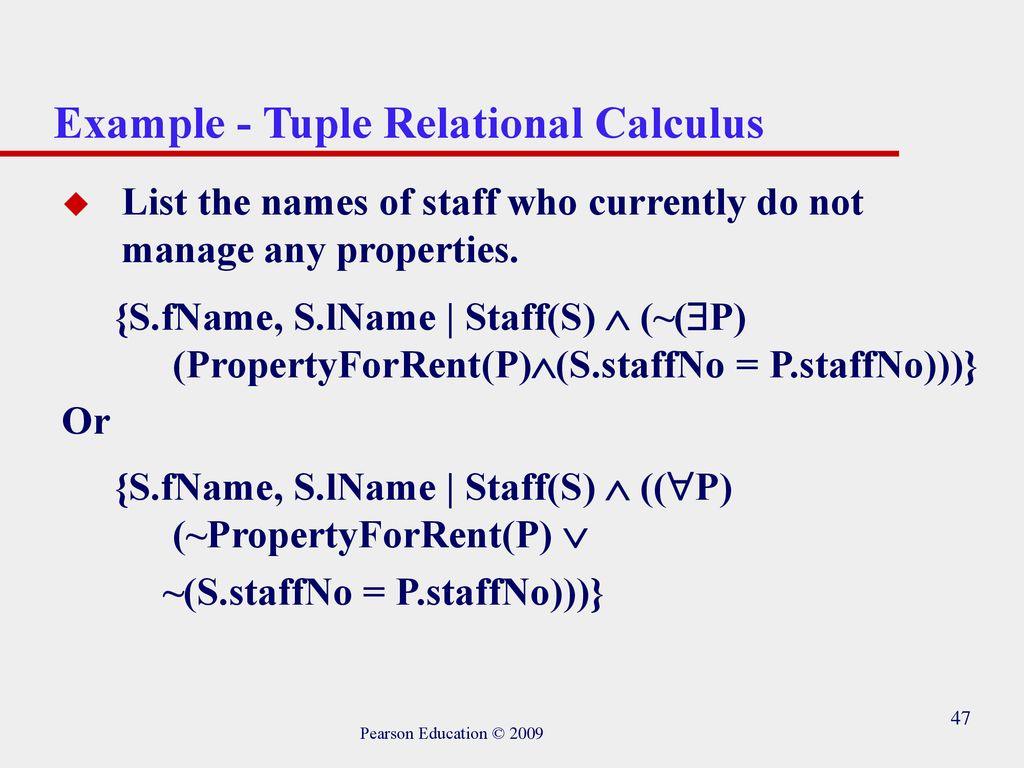 Example - Tuple Relational Calculus
◆ List the names of staff who currently do not
manage any properties.
{S.fName, S.lName | Staff(S) ∧ (~(∃P)
(PropertyForRent(P)∧(S.staffNo = P.staffNo)))}
Or
{S.fName, S.lName | Staff(S) ∧ ((∀P)
(~PropertyForRent(P) ∨
~(S.staffNo = P.staffNo)))}
47
Pearson Education © 2009